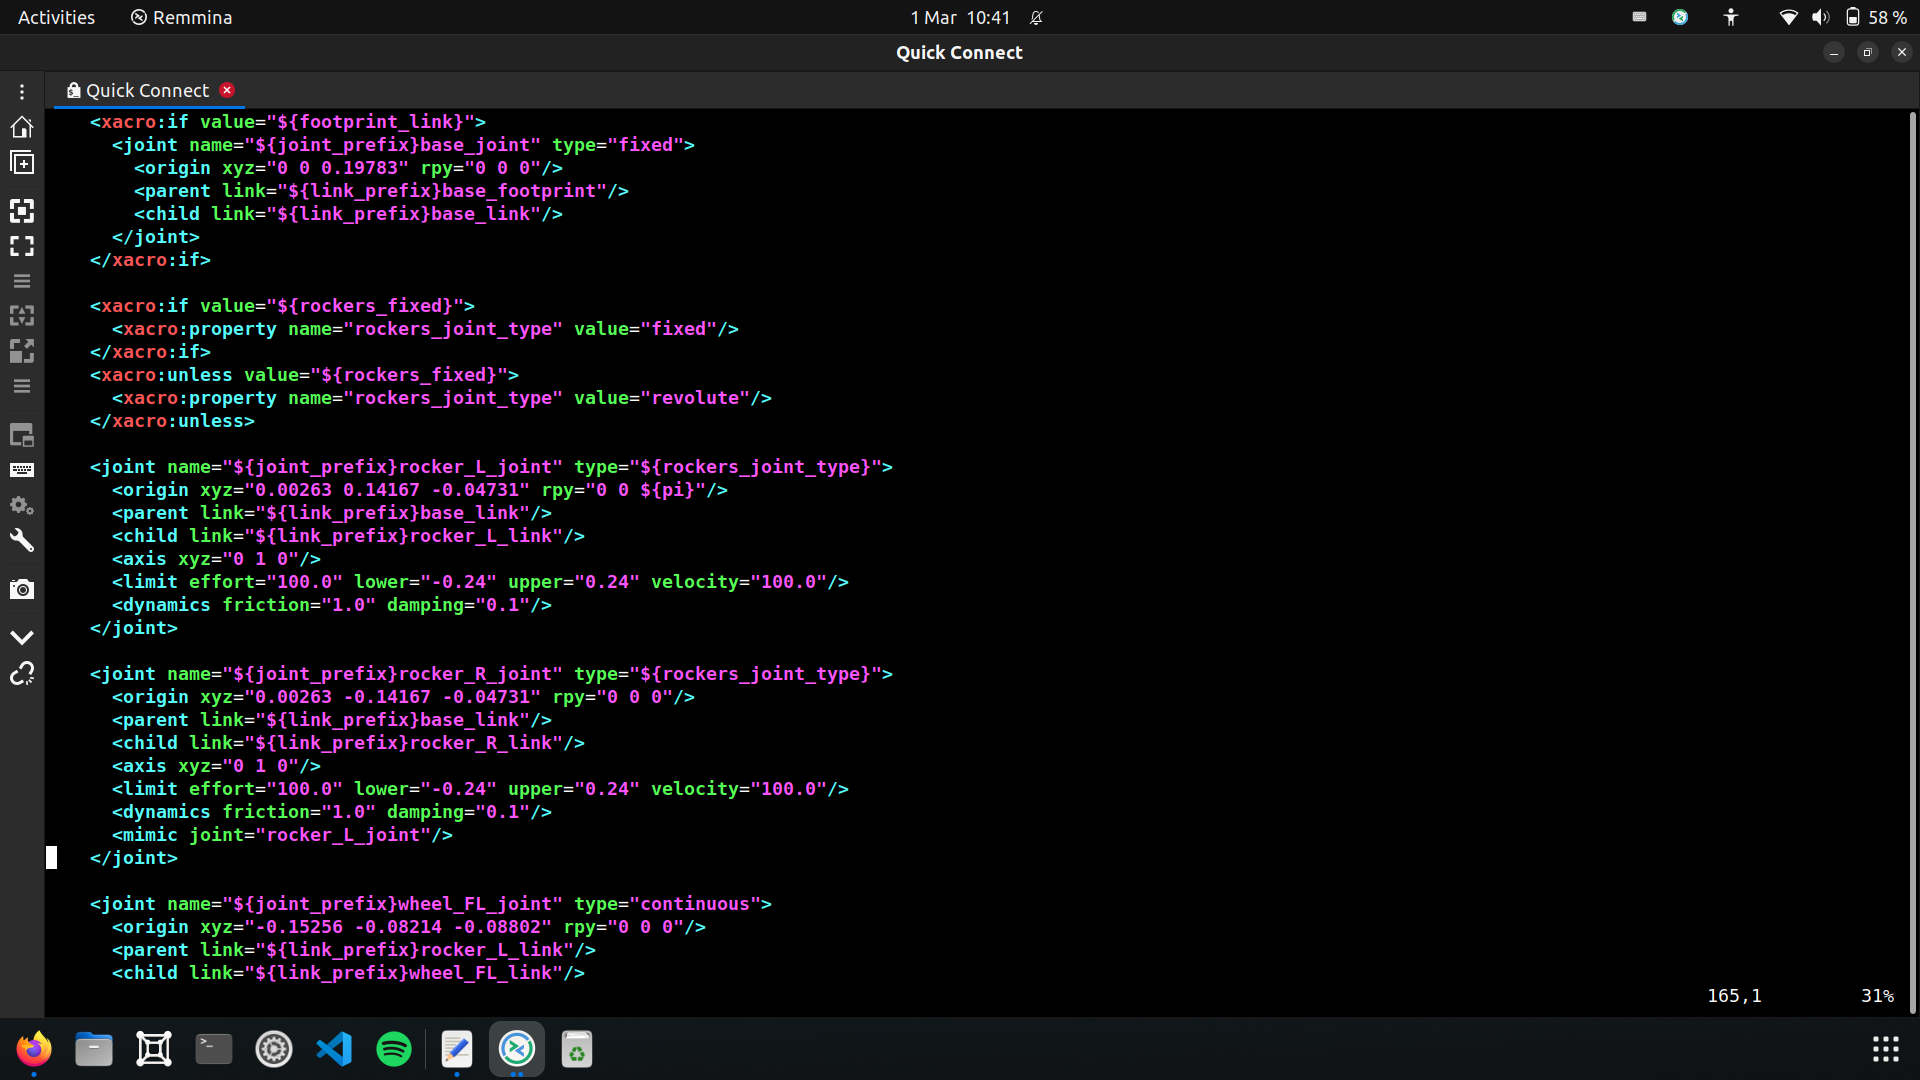 Activities
Remmina
1 Mar 10:41
58 %
Quick Connect
Quick Connect
<xacro:if value="${footprint_link}">
<joint name="${joint_prefix}base_joint" type="fixed">
<origin xyz="0 0 0.19783" rpy="0 0 0"/>
<parent link="${link_prefix}base_footprint"/>
<child link="${link_prefix}base_link"/>
</joint>
</xacro:if>
<xacro:if value="${rockers_fixed}">
<xacro:property name="rockers_joint_type" value="fixed"/>
</xacro:if>
<xacro:unless value="${rockers_fixed}">
<xacro:property name="rockers_joint_type" value="revolute"/>
</xacro:unless>
<joint name="${joint_prefix}rocker_L_joint" type="${rockers_joint_type}">
<origin xyz="0.00263 0.14167 -0.04731" rpy="0 0 ${pi}"/>
<parent link="${link_prefix}base_link"/>
<child link="${link_prefix}rocker_L_link"/>
<axis xyz="0 1 0"/>
<limit effort="100.0" lower="-0.24" upper="0.24" velocity="100.0"/>
<dynamics friction="1.0" damping="0.1"/>
</joint>
<joint name="${joint_prefix}rocker_R_joint" type="${rockers_joint_type}">
<origin xyz="0.00263 -0.14167 -0.04731" rpy="0 0 0"/>
<parent link="${link_prefix}base_link"/>
<child link="${link_prefix}rocker_R_link"/>
<axis xyz="0 1 0"/>
<limit effort="100.0" lower="-0.24" upper="0.24" velocity="100.0"/>
<dynamics friction="1.0" damping="0.1"/>
<mimic joint="rocker_L_joint"/>
</joint>
<joint name="${joint_prefix}wheel_FL_joint" type="continuous">
<origin xyz="-0.15256 -0.08214 -0.08802" rpy="0 0 0"/>
<parent link="${link_prefix}rocker_L_link"/>
<child link="${link_prefix}wheel_FL_link"/>
165,1 31%